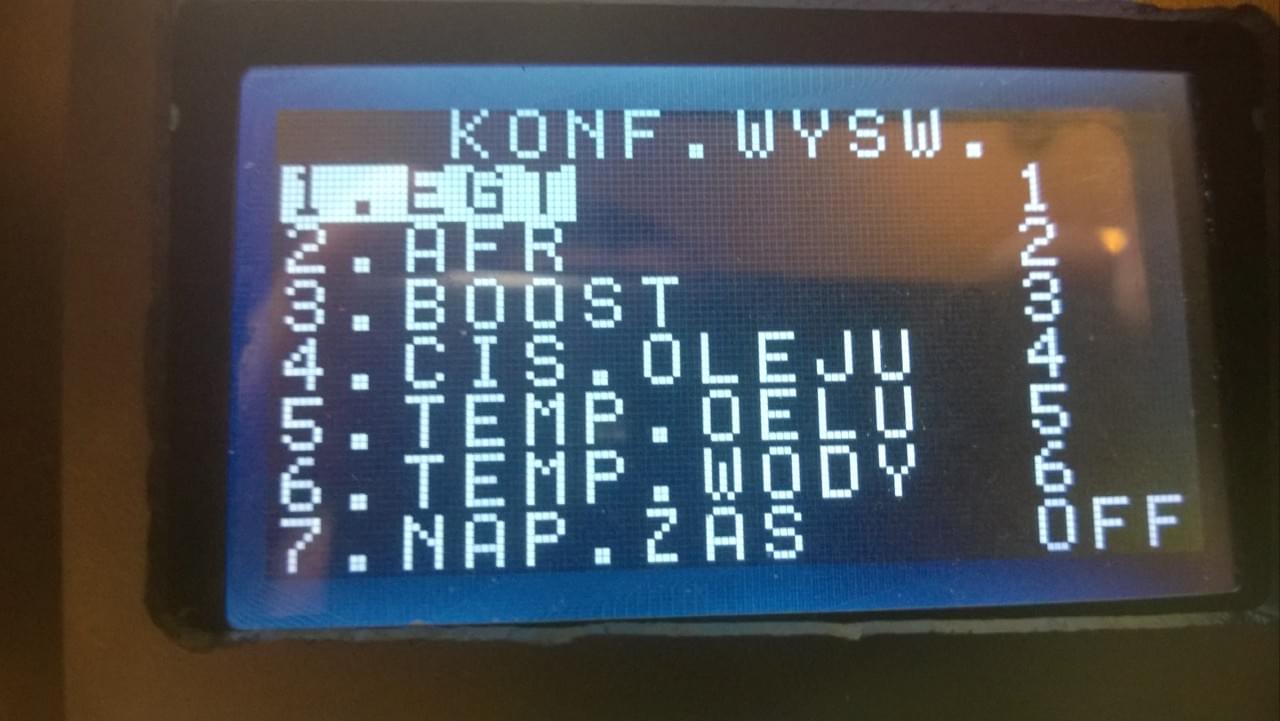 KONF.WYSW.
1.EGT 1
2.AFR 2
3.BOOST 3
4.CIS.OLEJU 4
5.TEMP.OELU 5
6.TEMP.WODY 6
7.NAP.ZAS OFF